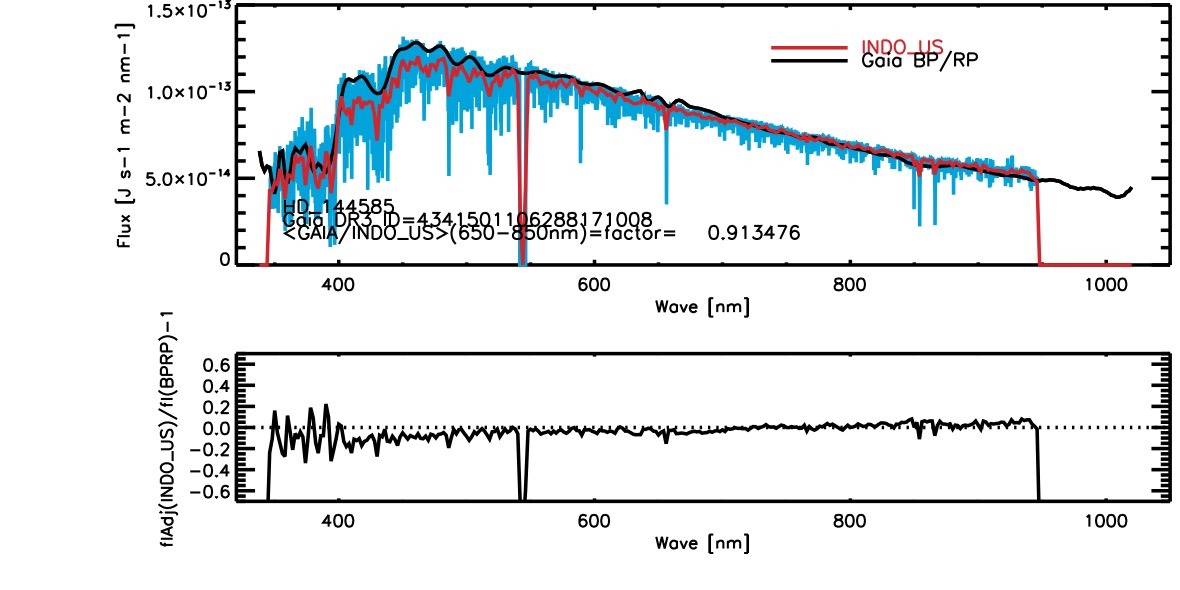 1.5×10⁻¹³
1.0×10⁻¹³
5.0×10⁻¹⁴
0
Flux [J s−1 m−2 nm−1]
INDO_US
Gaia BP/RP
HD_144585
Gaia DR3 ID=4341501106288171008
<GAIA/INDO_US>(650−850nm)=factor= 0.913476
400 600 800 1000
Wave [nm]
flAdj(INDO_US)/fl(BPRP)−1
0.6
0.4
0.2
0.0
−0.2
−0.4
−0.6
400 600 800 1000
Wave [nm]